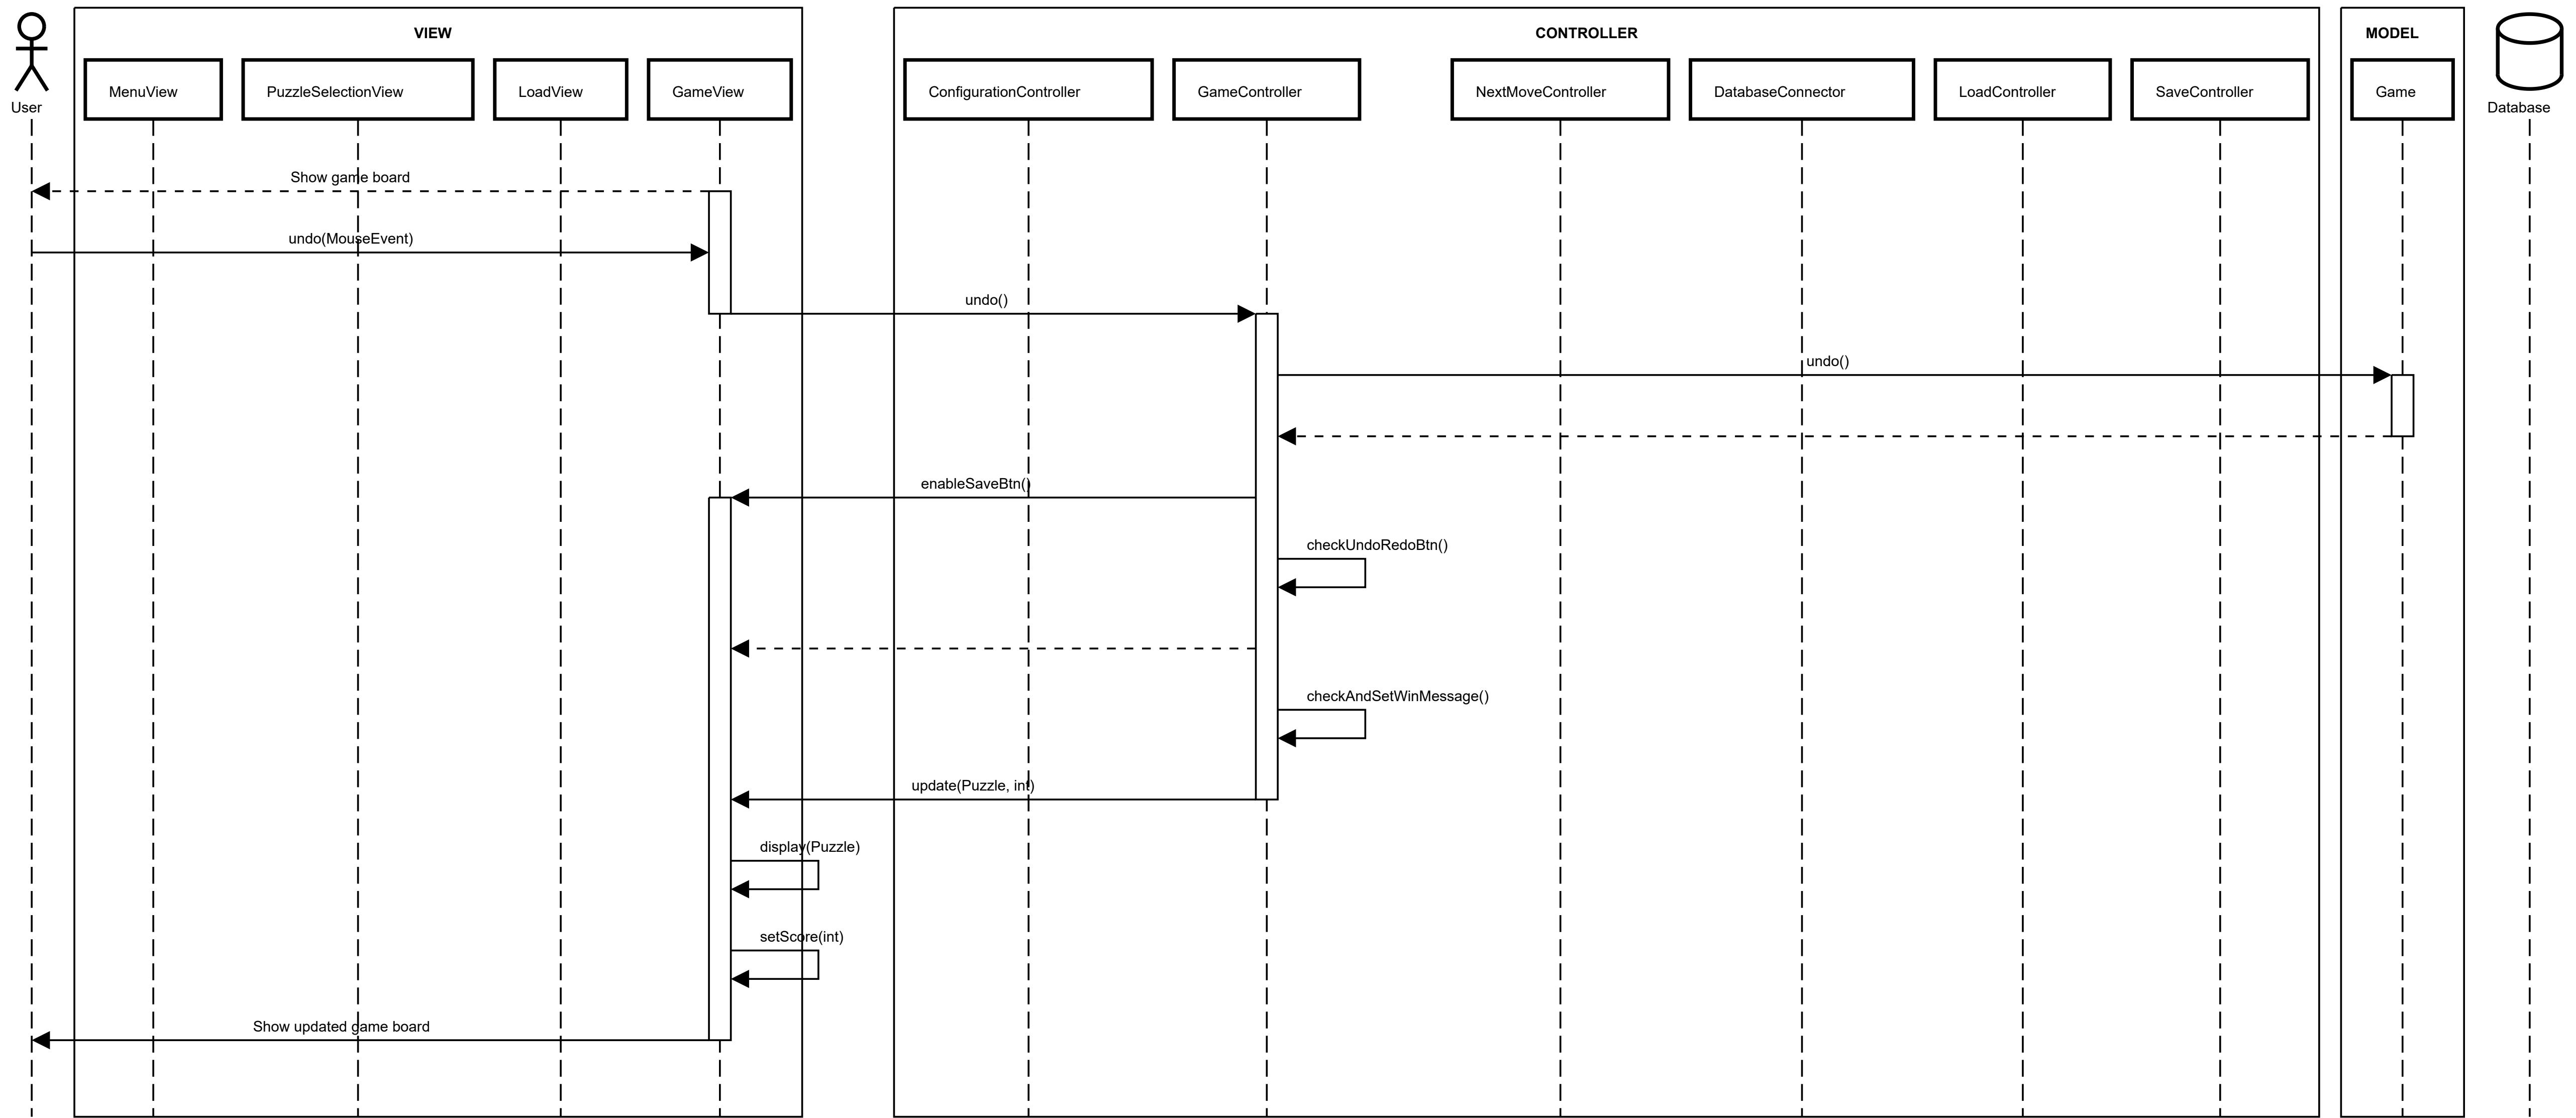 VIEW
CONTROLLER
MODEL
User
MenuView
PuzzleSelectionView
LoadView
GameView
ConfigurationController
GameController
NextMoveController
DatabaseConnector
LoadController
SaveController
Game
Database
Show game board
undo(MouseEvent)
undo()
undo()
enableSaveBtn()
checkUndoRedoBtn()
checkAndSetWinMessage()
update(Puzzle, int)
display(Puzzle)
setScore(int)
Show updated game board